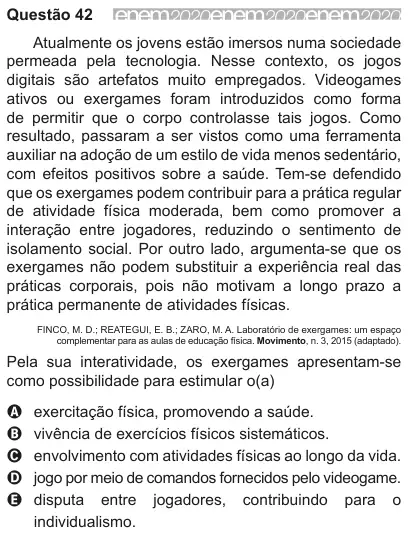 Questão 42 enem2020enem2020enem2020
Atualmente os jovens estão imersos numa sociedade
permeada pela tecnologia. Nesse contexto, os jogos
digitais são artefatos muito empregados. Videogames
ativos ou exergames foram introduzidos como forma
de permitir que o corpo controlasse tais jogos. Como
resultado, passaram a ser vistos como uma ferramenta
auxiliar na adoção de um estilo de vida menos sedentário,
com efeitos positivos sobre a saúde. Tem-se defendido
que os exergames podem contribuir para a prática regular
de atividade física moderada, bem como promover a
interação entre jogadores, reduzindo o sentimento de
isolamento social. Por outro lado, argumenta-se que os
exergames não podem substituir a experiência real das
práticas corporais, pois não motivam a longo prazo a
prática permanente de atividades físicas.
FINCO, M. D.; REATEGUI, E. B.; ZARO, M. A. Laboratório de exergames: um espaço
complementar para as aulas de educação física. Movimento, n. 3, 2015 (adaptado).
Pela sua interatividade, os exergames apresentam-se
como possibilidade para estimular o(a)
A exercitação física, promovendo a saúde.
B vivência de exercícios físicos sistemáticos.
C envolvimento com atividades físicas ao longo da vida.
D jogo por meio de comandos fornecidos pelo videogame.
E disputa entre jogadores, contribuindo para o
individualismo.